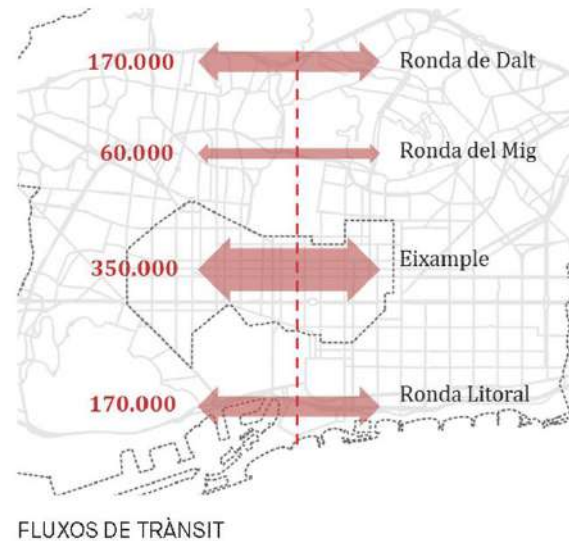 170.000 Ronda de Dalt
60.000 Ronda del Mig
350.000 Eixample
170.000 Ronda Litoral
FLUXOS DE TRÀNSIT